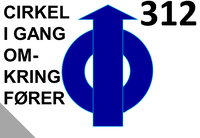 CIRKEL
I GANG
OM-
KRING
FØRER
312